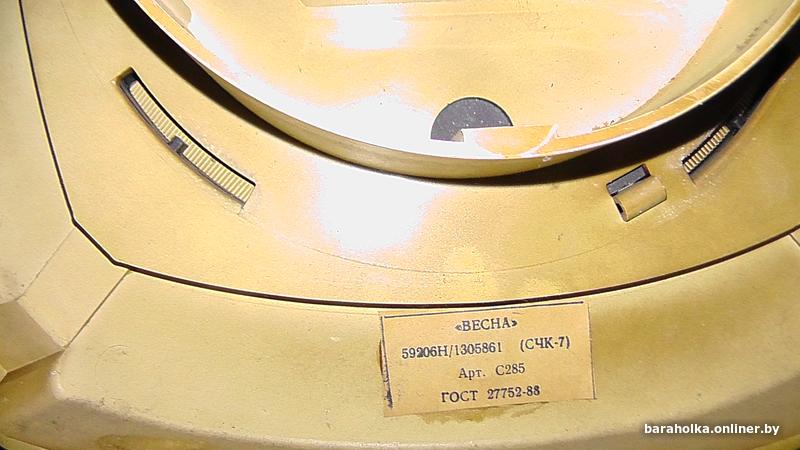 «ВЕСНА»
59206Н/1305861 (СЧК-7)
Арт. С285
ГОСТ 27752-88
baraholka.onliner.by